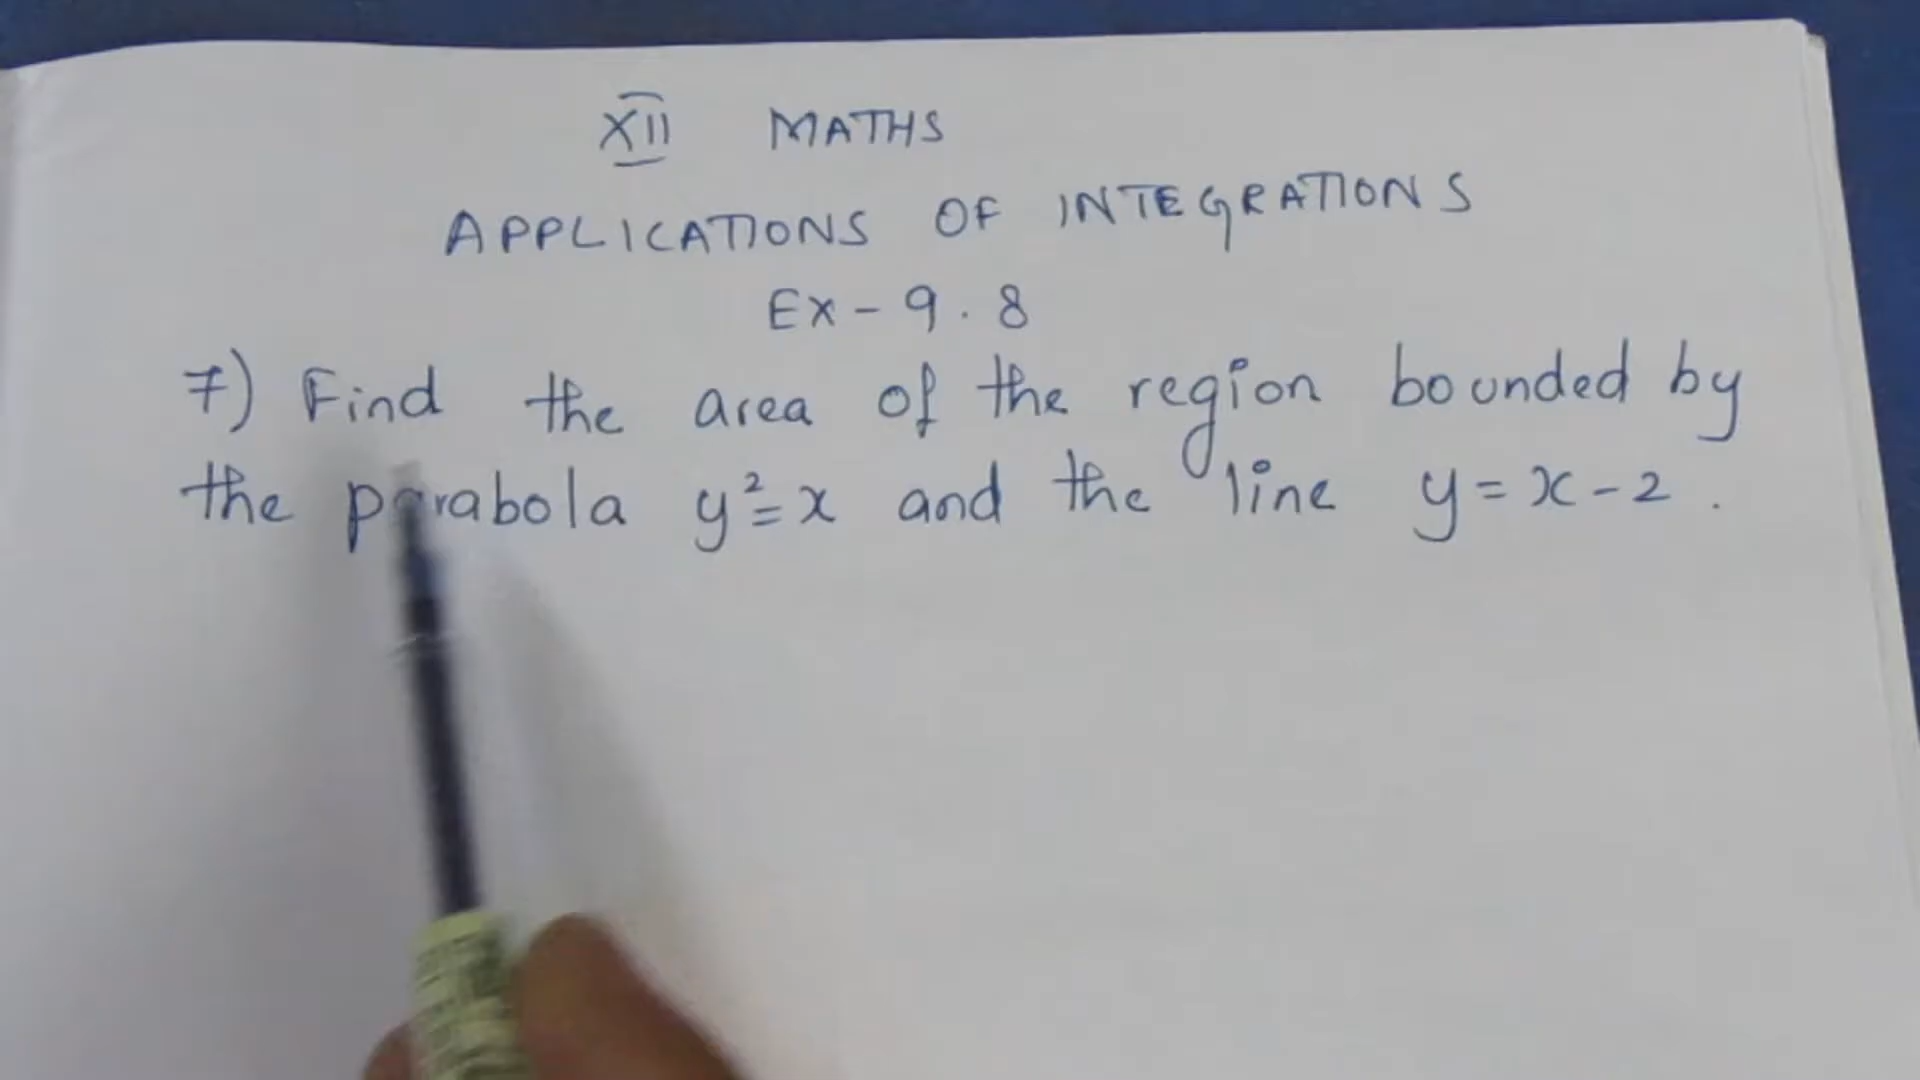 XII MATHS
APPLICATIONS OF INTEGRATIONS
Ex - 9.8
7) Find the area of the region bounded by
the parabola y²=x and the line y=x-2.